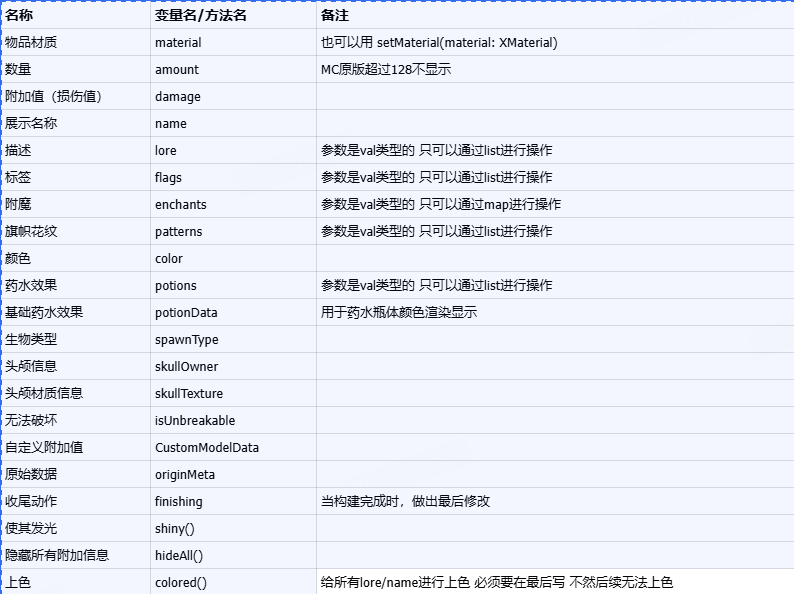 名称 变量名/方法名 备注
物品材质 material 也可以用 setMaterial(material: XMaterial)
数量 amount MC原版超过128不显示
附加值（损伤值） damage
展示名称 name
描述 lore 参数是val类型的 只可以通过list进行操作
标签 flags 参数是val类型的 只可以通过list进行操作
附魔 enchants 参数是val类型的 只可以通过map进行操作
旗帜花纹 patterns 参数是val类型的 只可以通过list进行操作
颜色 color
药水效果 potions 参数是val类型的 只可以通过list进行操作
基础药水效果 potionData 用于药水瓶体颜色渲染显示
生物类型 spawnType
头颅信息 skullOwner
头颅材质信息 skullTexture
无法破坏 isUnbreakable
自定义附加值 CustomModelData
原始数据 originMeta
收尾动作 finishing 当构建完成时，做出最后修改
使其发光 shiny()
隐藏所有附加信息 hideAll()
上色 colored() 给所有lore/name进行上色 必须要在最后写 不然后续无法上色